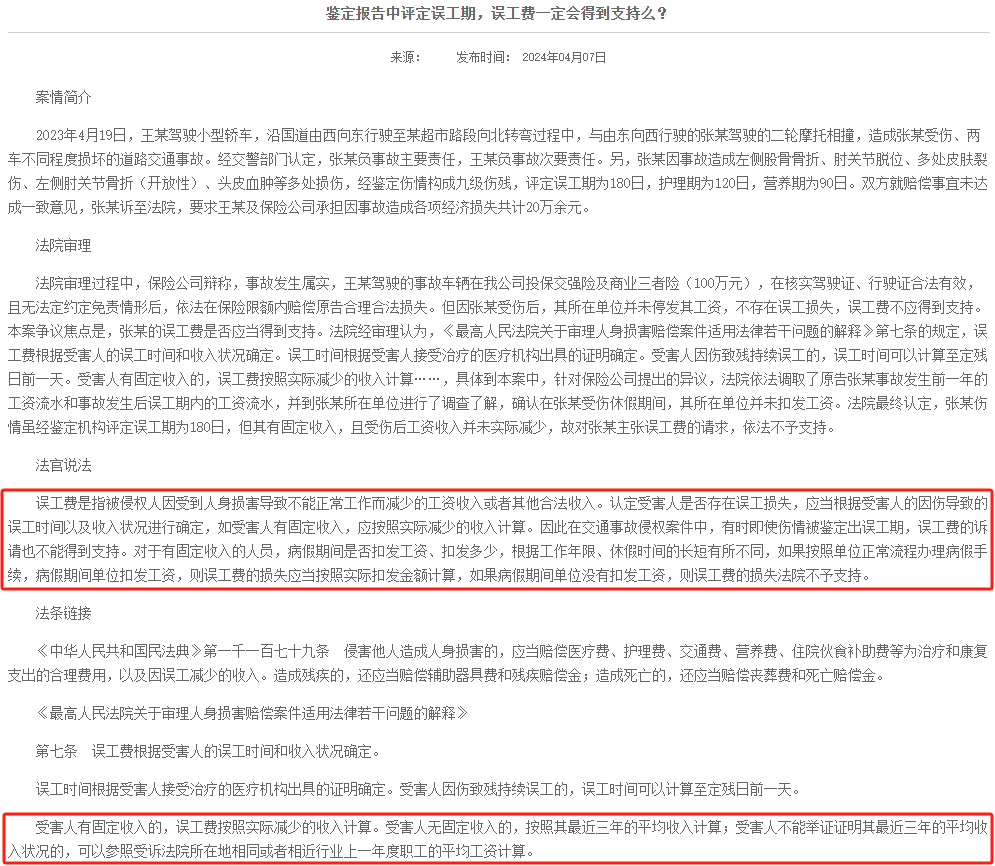 鉴定报告中评定误工期，误工费一定会得到支持么？
来源： 发布时间： 2024年04月07日
案情简介
2023年4月19日，王某驾驶小型轿车，沿国道由西向东行驶至某超市路段向北转弯过程中，与由东向西行驶的张某驾驶的二轮摩托相撞，造成张某受伤、两
车不同程度损坏的道路交通事故。经交警部门认定，张某负事故主要责任，王某负事故次要责任。另，张某因事故造成左侧股骨骨折、肘关节脱位、多处皮肤裂
伤、左侧肘关节骨折（开放性）、头皮血肿等多处损伤，经鉴定伤情构成九级伤残，评定误工期为180日，护理期为120日，营养期为90日。双方就赔偿事宜未达
成一致意见，张某诉至法院，要求王某及保险公司承担因事故造成各项经济损失共计20万余元。
法院审理
法院审理过程中，保险公司辩称，事故发生属实，王某驾驶的事故车辆在我公司投保交强险及商业三者险（100万元），在核实驾驶证、行驶证合法有效，
且无法定约定免责情形后，依法在保险限额内赔偿原告合理合法损失。但因张某受伤后，其所在单位并未停发其工资，不存在误工损失，误工费不应得到支持。
本案争议焦点是，张某的误工费是否应当得到支持。法院经审理认为，《最高人民法院关于审理人身损害赔偿案件适用法律若干问题的解释》第七条的规定，误
工费根据受害人的误工时间和收入状况确定。误工时间根据受害人接受治疗的医疗机构出具的证明确定。受害人因伤致残持续误工的，误工时间可以计算至定残
日前一天。受害人有固定收入的，误工费按照实际减少的收入计算……，具体到本案中，针对保险公司提出的异议，法院依法调取了原告张某事故发生前一年的
工资流水和事故发生后误工期内的工资流水，并到张某所在单位进行了调查了解，确认在张某受伤休假期间，其所在单位并未扣发工资。法院最终认定，张某伤
情虽经鉴定机构评定误工期为180日，但其有固定收入，且受伤后工资收入并未实际减少，故对张某主张误工费的请求，依法不予支持。
法官说法
误工费是指被侵权人因受到人身损害导致不能正常工作而减少的工资收入或者其他合法收入。认定受害人是否存在误工损失，应当根据受害人的因伤导致的
误工时间以及收入状况进行确定，如受害人有固定收入，应按照实际减少的收入计算。因此在交通事故侵权案件中，有时即使伤情被鉴定出误工期，误工费的诉
请也不能得到支持。对于有固定收入的人员，病假期间是否扣发工资、扣发多少，根据工作年限、休假时间的长短有所不同，如果按照单位正常流程办理病假手
续，病假期间单位扣发工资，则误工费的损失应当按照实际扣发金额计算，如果病假期间单位没有扣发工资，则误工费的损失法院不予支持。
法条链接
《中华人民共和国民法典》第一千一百七十九条 侵害他人造成人身损害的，应当赔偿医疗费、护理费、交通费、营养费、住院伙食补助费等为治疗和康复
支出的合理费用，以及因误工减少的收入。造成残疾的，还应当赔偿辅助器具费和残疾赔偿金；造成死亡的，还应当赔偿丧葬费和死亡赔偿金。
《最高人民法院关于审理人身损害赔偿案件适用法律若干问题的解释》
第七条 误工费根据受害人的误工时间和收入状况确定。
误工时间根据受害人接受治疗的医疗机构出具的证明确定。受害人因伤致残持续误工的，误工时间可以计算至定残日前一天。
受害人有固定收入的，误工费按照实际减少的收入计算。受害人无固定收入的，按照其最近三年的平均收入计算；受害人不能举证证明其最近三年的平均收
入状况的，可以参照受诉法院所在地相同或者相近行业上一年度职工的平均工资计算。